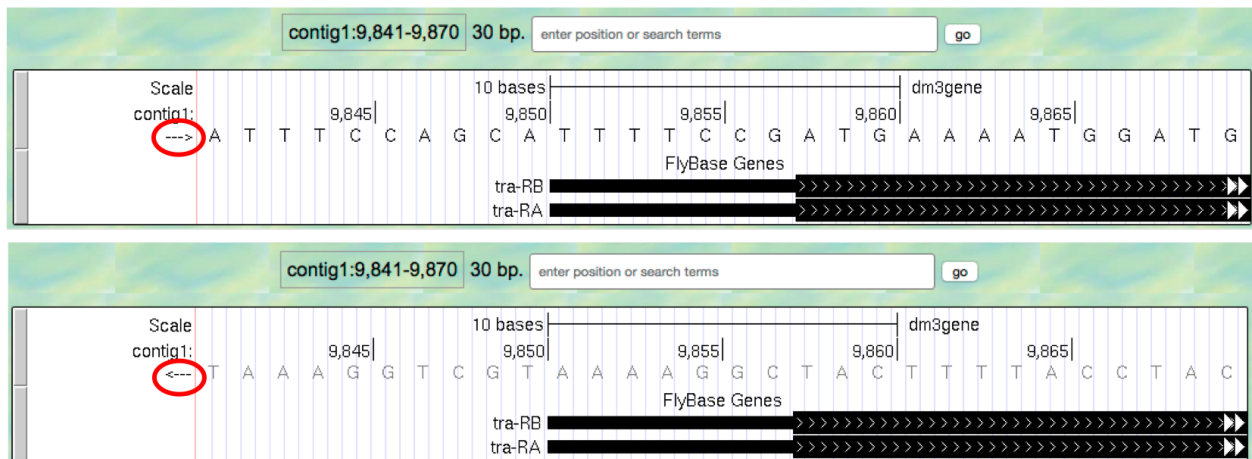 contig1:9,841-9,870 30 bp. enter position or search terms go
Scale 10 bases dm3gene
contig1: 9,845 9,850 9,855 9,860 9,865
---> A T T T C C A G C A T T T T C C G A T G A A A A T G G A T G
FlyBase Genes
tra-RB
tra-RA
contig1:9,841-9,870 30 bp. enter position or search terms go
Scale 10 bases dm3gene
contig1: 9,845 9,850 9,855 9,860 9,865
<--- T A A A G G T C G T A A A A G G C T A C T T T T A C C T A C
FlyBase Genes
tra-RB
tra-RA